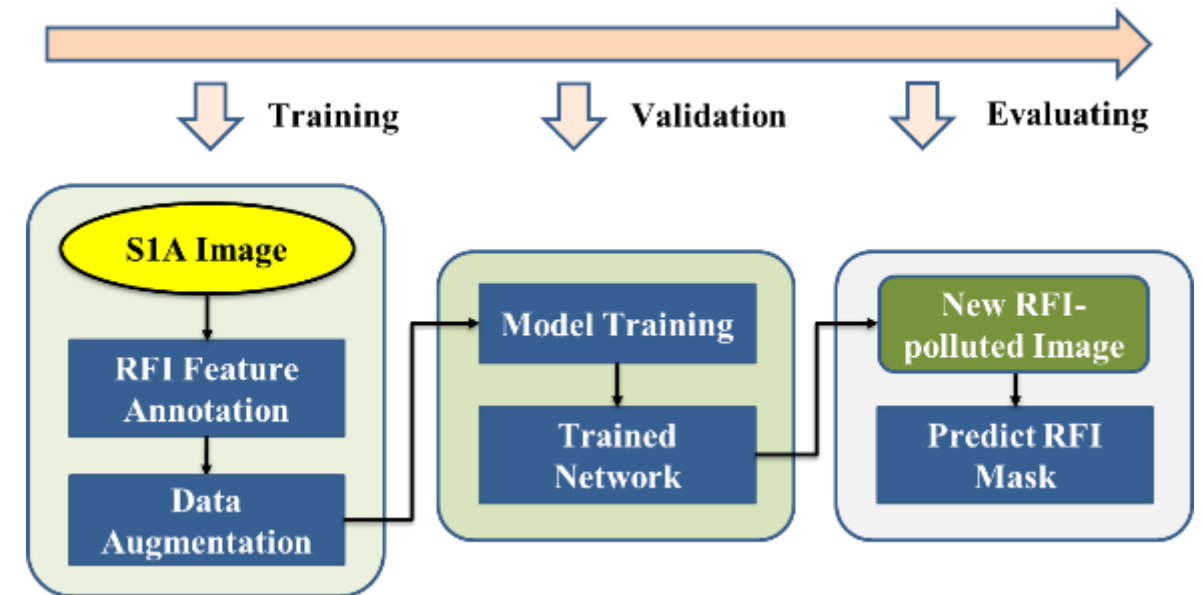 Training
Validation
Evaluating
S1A Image
RFI Feature
Annotation
Data
Augmentation
Model Training
Trained
Network
New RFI-
polluted Image
Predict RFI
Mask